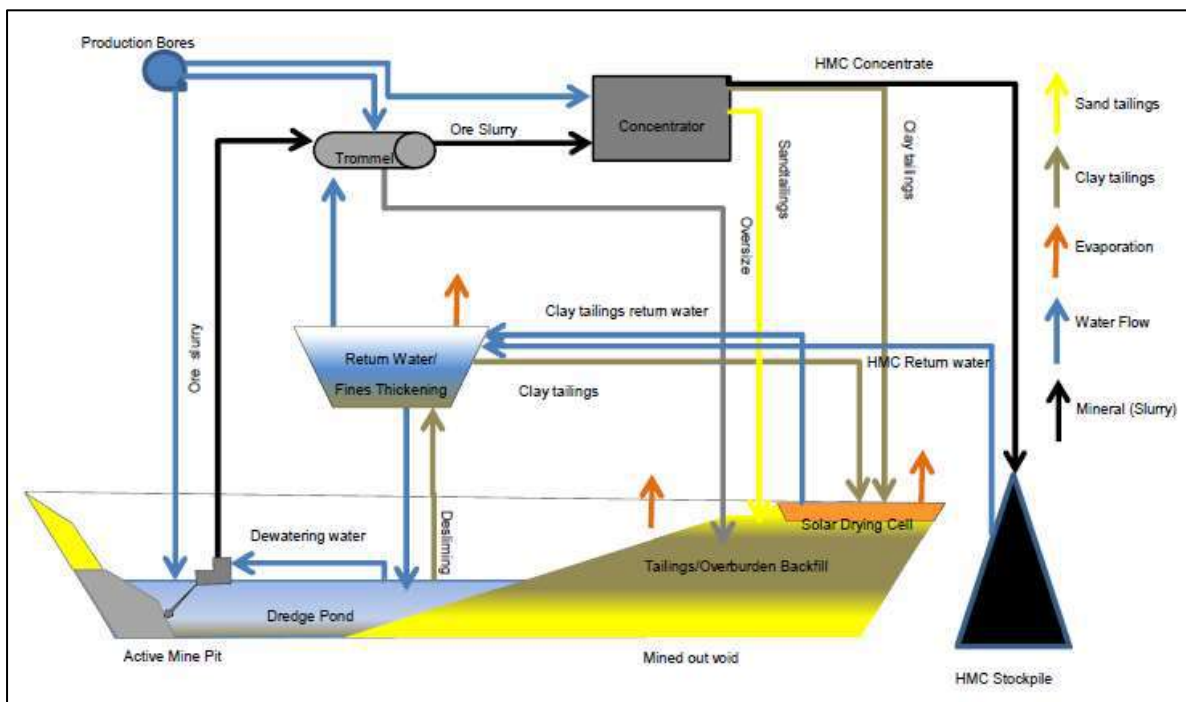 Production Bores
HMC Concentrate
Sand tailings
Concentrator
Ore Slurry
Trommel
Clay tailings
Sandtailings
Clay tailings
Oversize
Evaporation
Clay tailings return water
Water Flow
Ore slurry
Return Water/
Fines Thickening
HMC Return water
Clay tailings
Mineral (Slurry)
Solar Drying Cell
Dewatering water
Desliming
Tailings/Overburden Backfill
Dredge Pond
Active Mine Pit
Mined out void
HMC Stockpile